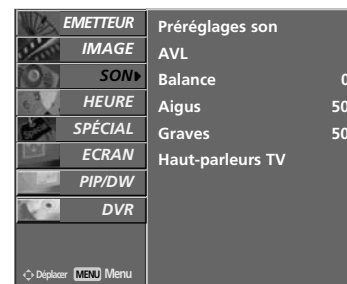 EMETTEUR
IMAGE
SON
HEURE
SPÉCIAL
ECRAN
PIP/DW
DVR
Déplacer MENU Menu
Préréglages son
AVL
Balance 0
Aigus 50
Graves 50
Haut-parleurs TV